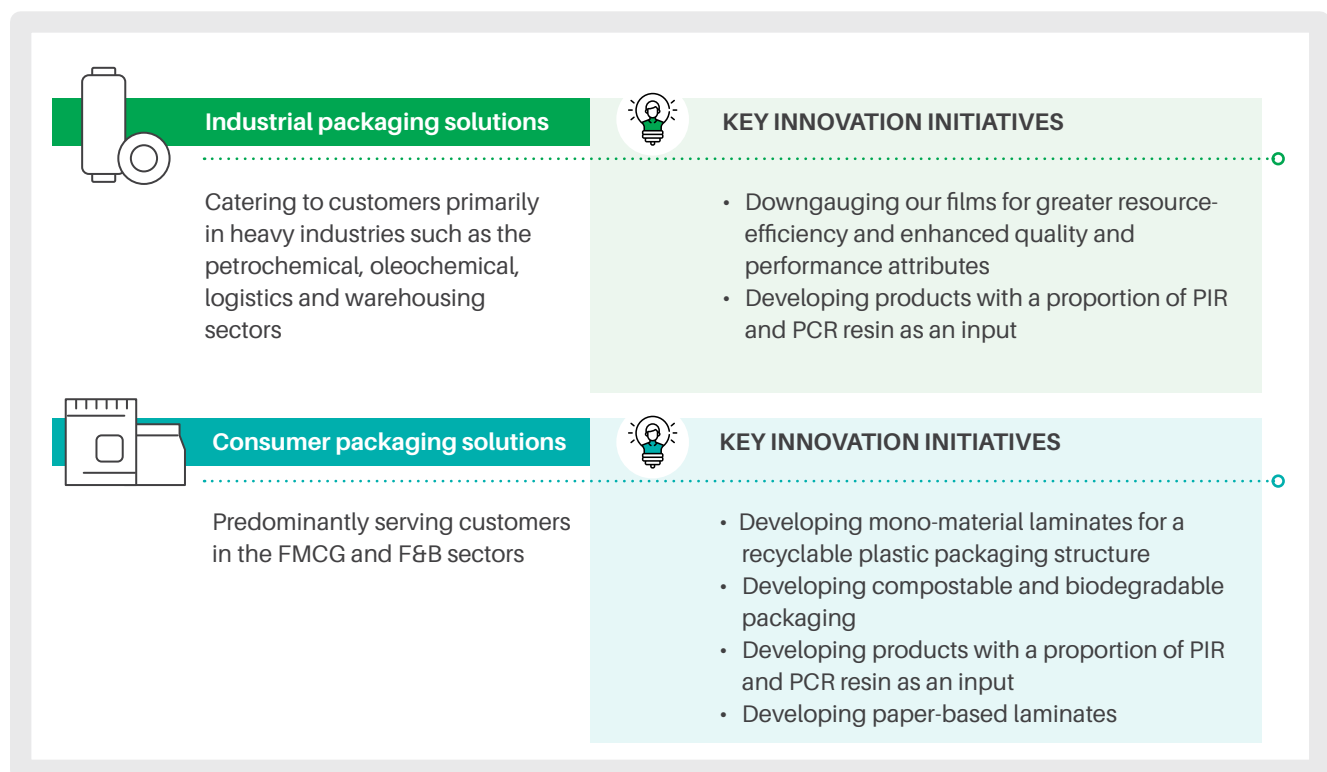 Industrial packaging solutions
KEY INNOVATION INITIATIVES
Catering to customers primarily
in heavy industries such as the
petrochemical, oleochemical,
logistics and warehousing
sectors
• Downgauging our films for greater resource-
efficiency and enhanced quality and
performance attributes
• Developing products with a proportion of PIR
and PCR resin as an input
Consumer packaging solutions
KEY INNOVATION INITIATIVES
Predominantly serving customers
in the FMCG and F&B sectors
• Developing mono-material laminates for a
recyclable plastic packaging structure
• Developing compostable and biodegradable
packaging
• Developing products with a proportion of PIR
and PCR resin as an input
• Developing paper-based laminates